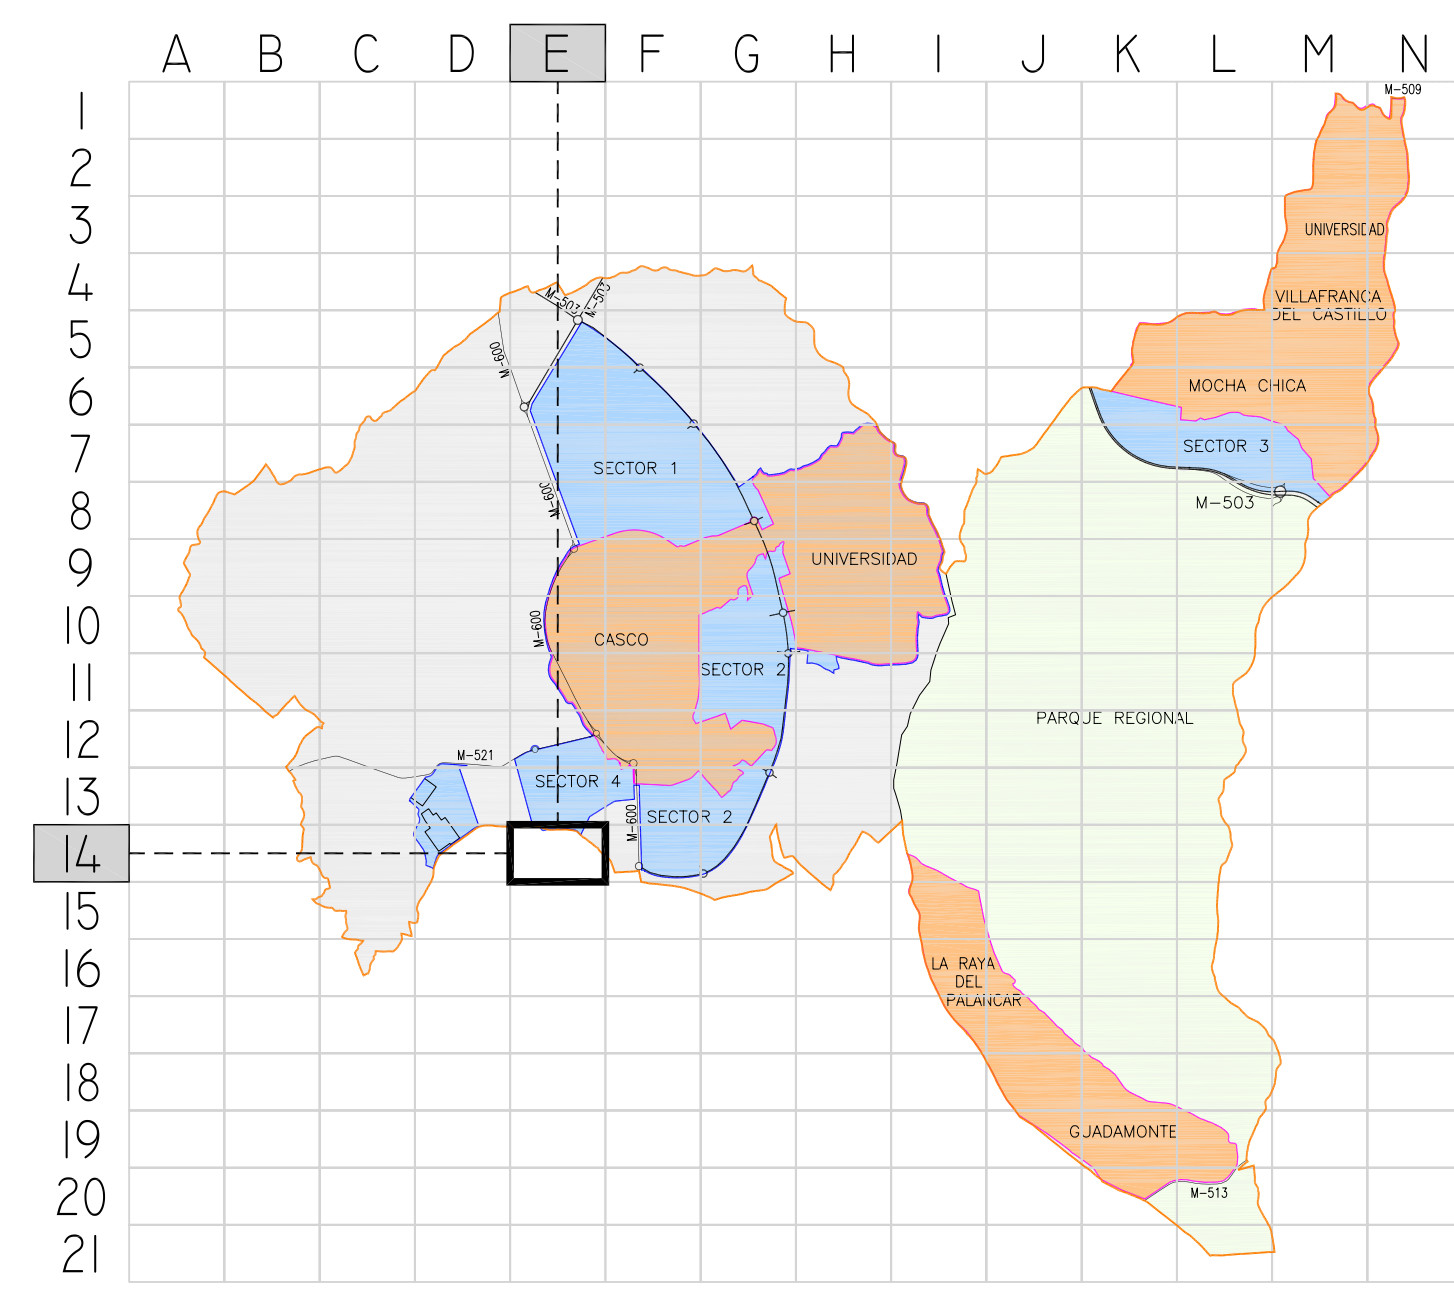 A B C D E F G H I J K L M N
M-509
1
2
3
UNIVERSIDAD
4
M-503
M-503
VILLAFRANCA
DEL CASTILLO
5
M-600
6
MOCHA CHICA
7
SECTOR 1
SECTOR 3
8
M-600
M-503
9
UNIVERSIDAD
10
M-600
CASCO
11
SECTOR 2
PARQUE REGIONAL
12
M-521
13
SECTOR 4
M-600
SECTOR 2
14
15
16
LA RAYA
DEL
PALANCAR
17
18
19
GUADAMONTE
20
M-513
21